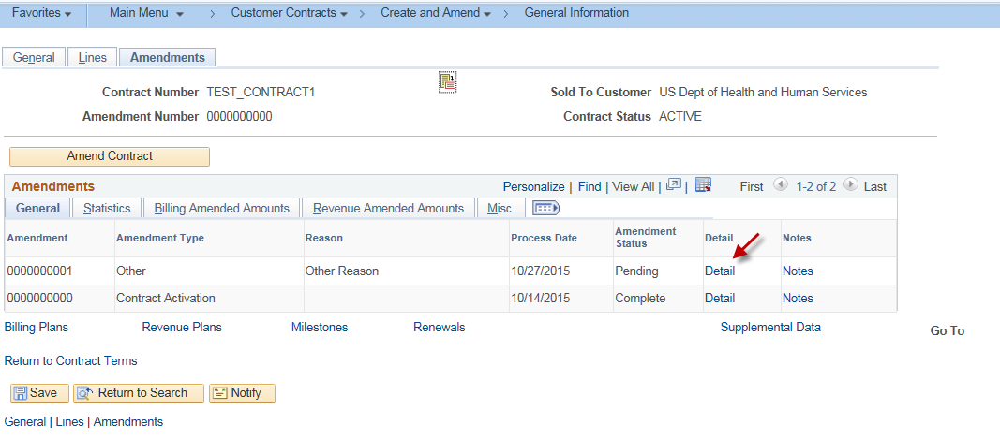 Favorites Main Menu > Customer Contracts > Create and Amend > General Information
General Lines Amendments
Contract Number TEST_CONTRACT1 Sold To Customer US Dept of Health and Human Services
Amendment Number 0000000000 Contract Status ACTIVE
Amend Contract
Amendments Personalize | Find | View All | | First 1-2 of 2 Last
General Statistics Billing Amended Amounts Revenue Amended Amounts Misc.
Amendment Amendment Type Reason Process Date Amendment Status Detail Notes
0000000001 Other Other Reason 10/27/2015 Pending Detail Notes
0000000000 Contract Activation 10/14/2015 Complete Detail Notes
Billing Plans Revenue Plans Milestones Renewals Supplemental Data Go To
Return to Contract Terms
Save Return to Search Notify
General | Lines | Amendments